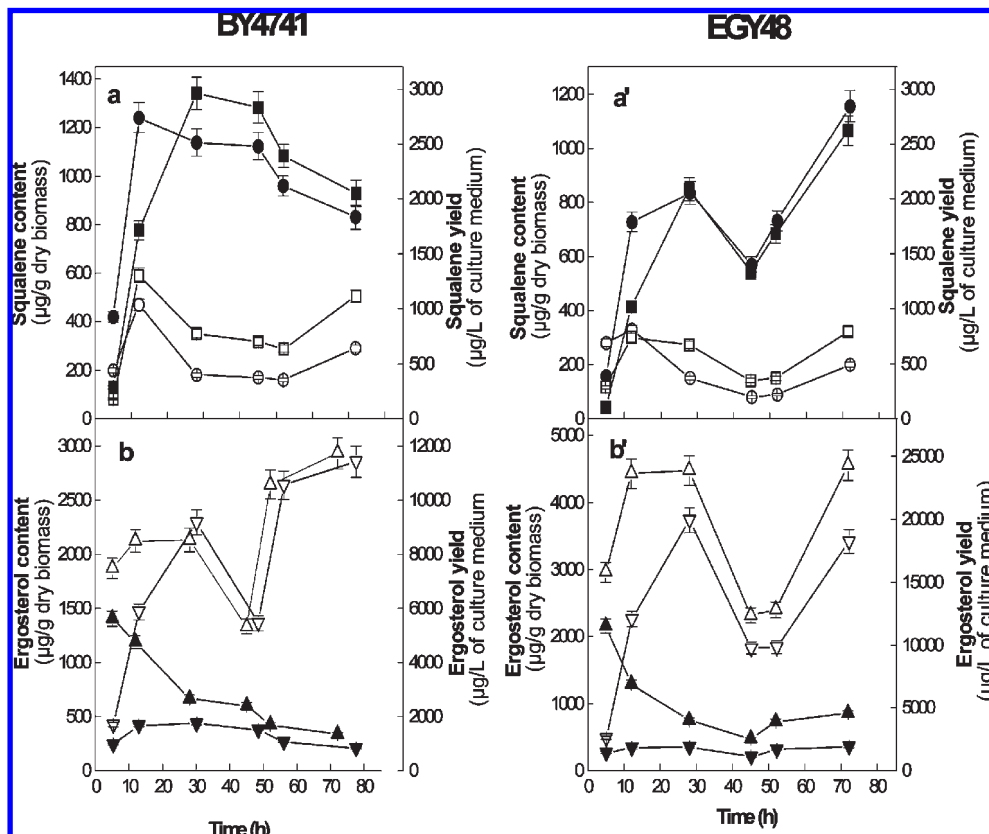 BY4741
EGY48
a
1400
1200
1000
800
600
400
200
0
3000
2500
2000
1500
1000
500
0
Squalene content
(µg/g dry biomass)
Squalene yield
(µg/L of culture medium)
a'
1200
1000
800
600
400
200
0
3000
2500
2000
1500
1000
500
0
Squalene content
(µg/g dry biomass)
Squalene yield
(µg/L of culture medium)
b
3000
2500
2000
1500
1000
500
0
12000
10000
8000
6000
4000
2000
0
Ergosterol content
(µg/g dry biomass)
Ergosterol yield
(µg/L of culture medium
0 10 20 30 40 50 60 70 80
Time (h)
b'
5000
4000
3000
2000
1000
0
25000
20000
15000
10000
5000
0
Ergosterol content
(µg/g dry biomass)
Ergosterol yield
(µg/L of culture medium)
0 10 20 30 40 50 60 70 80
Time (h)